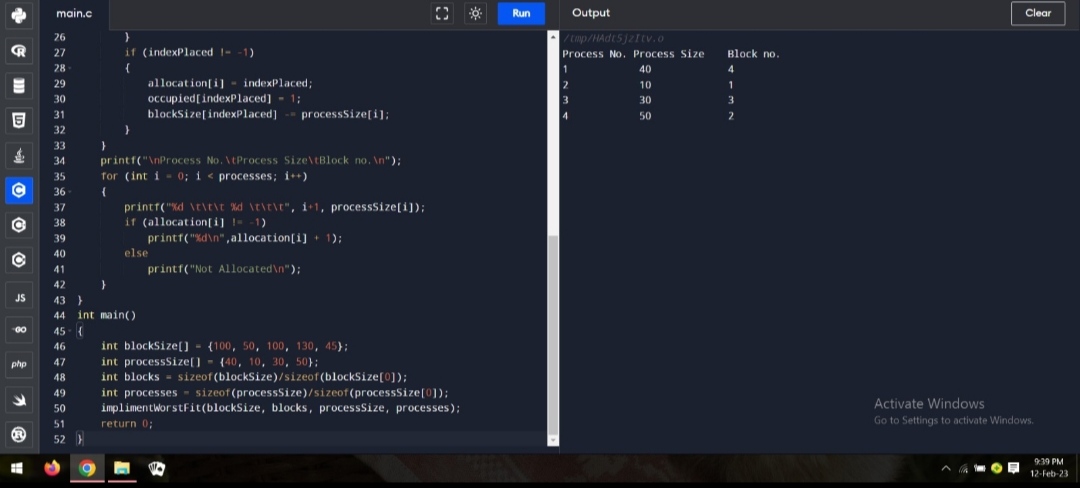 main.c
Run
Output
Clear
/tmp/HAdt5jzItv.o
26 }
27 if (indexPlaced != -1)
28 {
29 allocation[i] = indexPlaced;
30 occupied[indexPlaced] = 1;
31 blockSize[indexPlaced] -= processSize[i];
32 }
33 }
34 printf("\nProcess No.\tProcess Size\tBlock no.\n");
35 for (int i = 0; i < processes; i++)
36 {
37 printf("%d \t\t\t %d \t\t\t", i+1, processSize[i]);
38 if (allocation[i] != -1)
39 printf("%d\n",allocation[i] + 1);
40 else
41 printf("Not Allocated\n");
42 }
43 }
44 int main()
45 {
46 int blockSize[] = {100, 50, 100, 130, 45};
47 int processSize[] = {40, 10, 30, 50};
48 int blocks = sizeof(blockSize)/sizeof(blockSize[0]);
49 int processes = sizeof(processSize)/sizeof(processSize[0]);
50 implimentWorstFit(blockSize, blocks, processSize, processes);
51 return 0;
52 }
Process No. Process Size Block no.
1 40 4
2 10 1
3 30 3
4 50 2
JS
GO
php
Activate Windows
Go to Settings to activate Windows.
9:39 PM
12-Feb-23